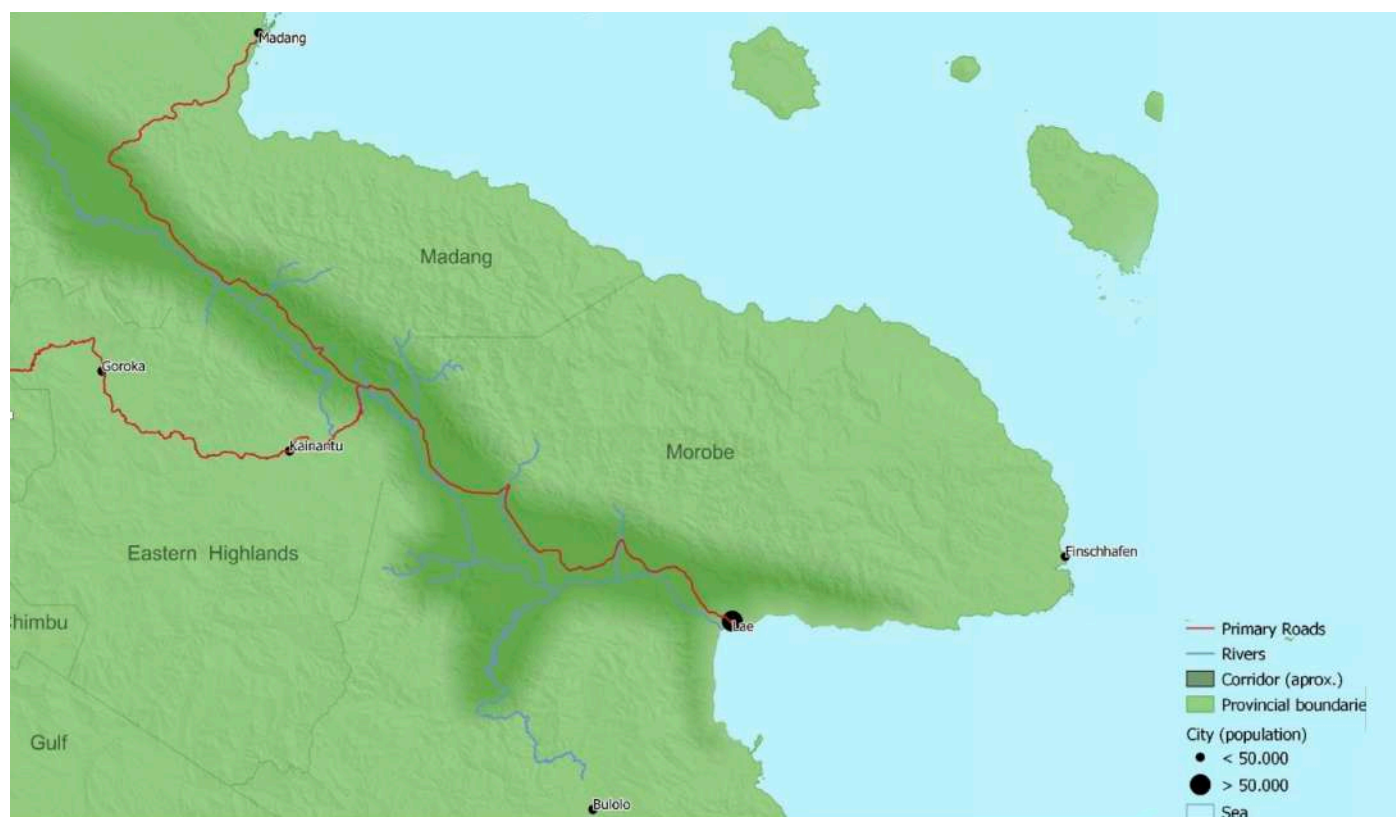 Madang
Madang
Goroka
Kainantu
Morobe
Eastern Highlands
Finschhafen
himbu
Lae
Gulf
Bulolo
Primary Roads
Rivers
Corridor (aprox.)
Provincial boundarie
City (population)
< 50.000
> 50.000
Sea